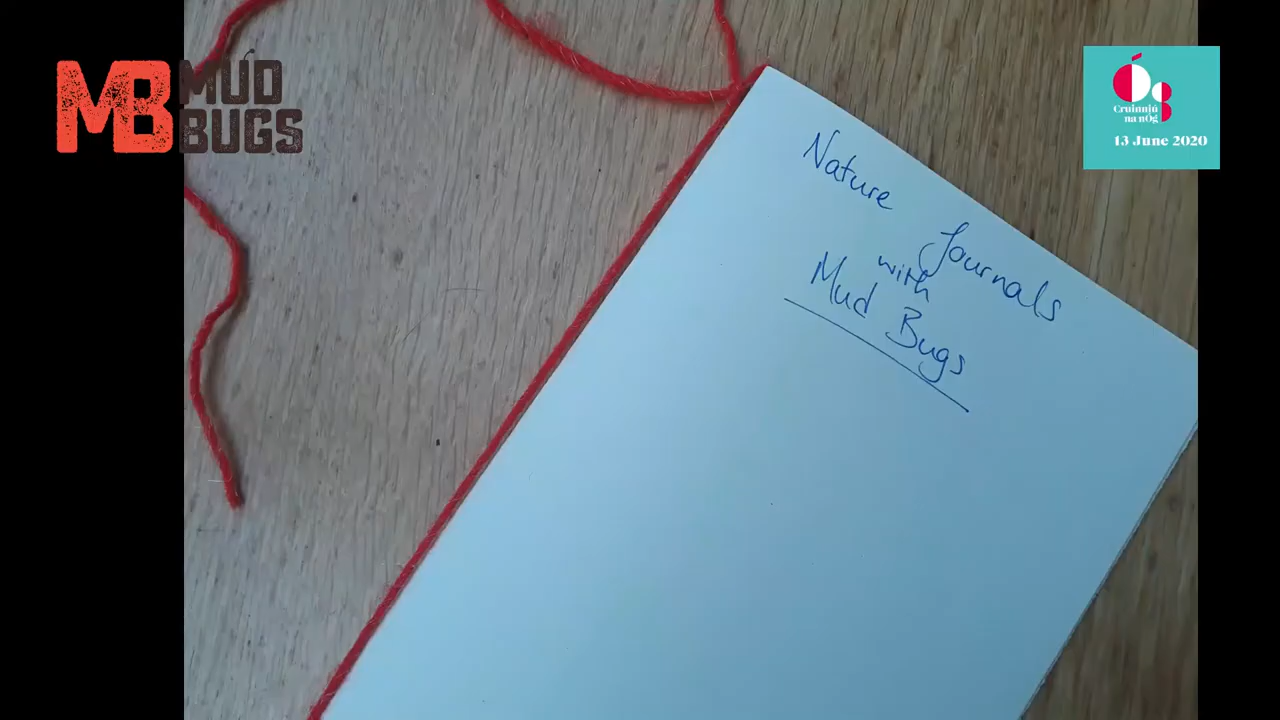 MB MUD
BUGS
Cruinniú
na nÓg
13 June 2020
Nature Journals
with
Mud Bugs